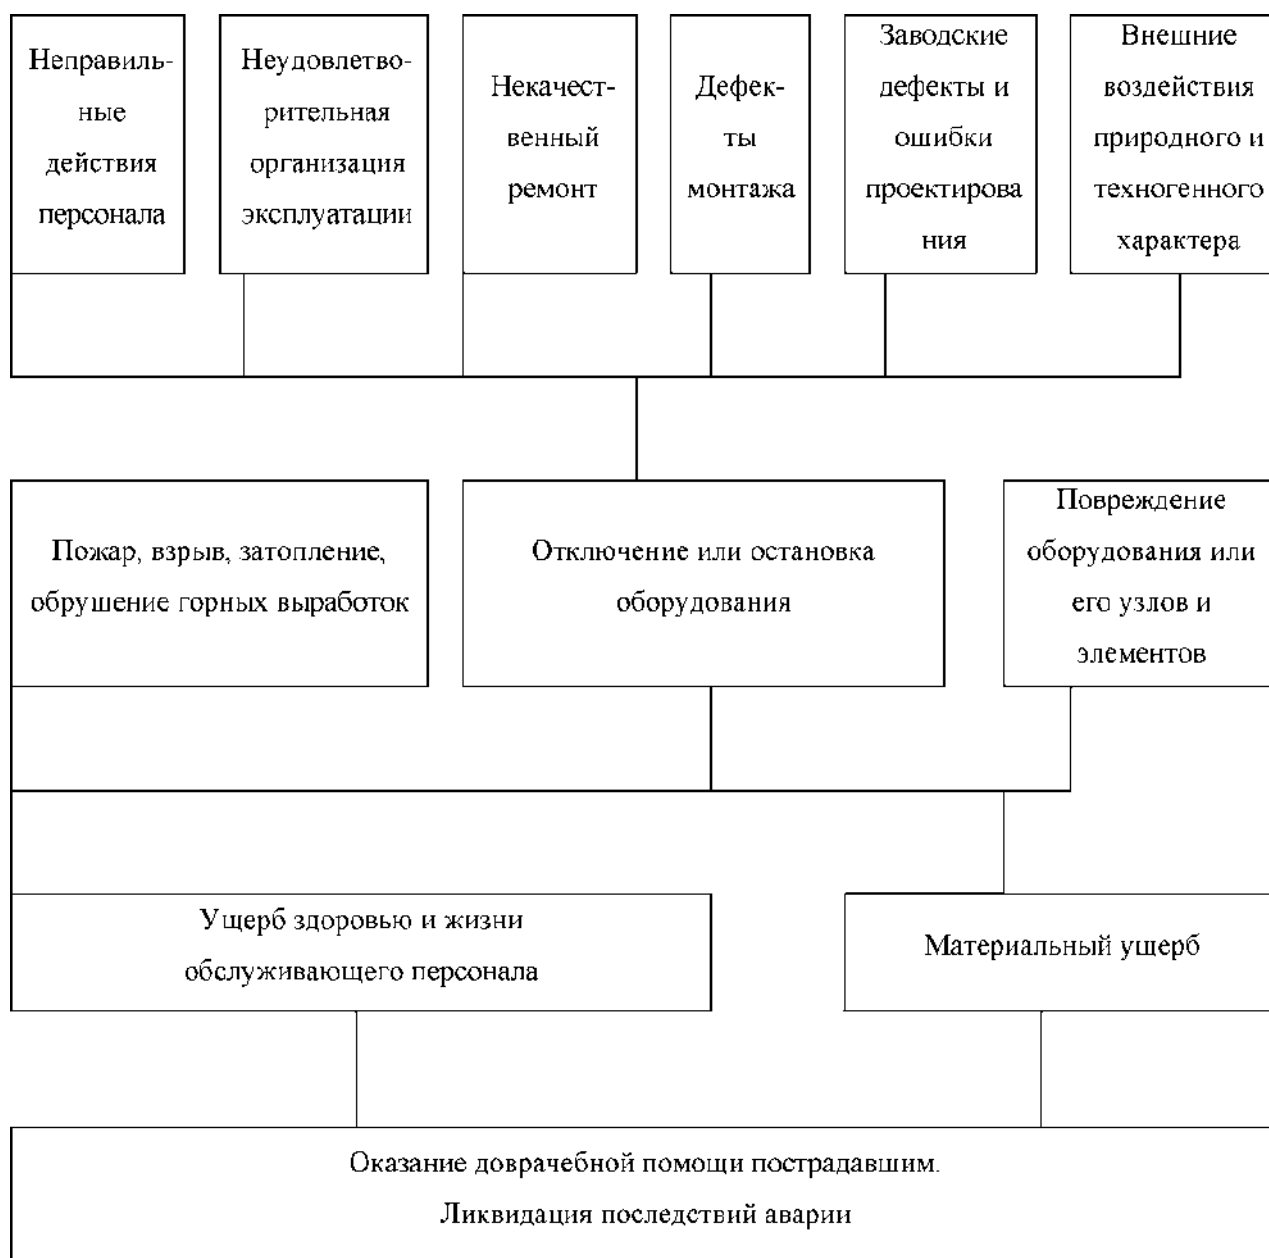 Неправиль-
ные
действия
персонала
Неудовлетво-
рительная
организация
эксплуатации
Некачест-
венный
ремонт
Дефек-
ты
монтажа
Заводские
дефекты и
ошибки
проектирова
ния
Внешние
воздействия
природного и
техногенного
характера
Пожар, взрыв, затопление,
обрушение горных выработок
Отключение или остановка
оборудования
Повреждение
оборудования или
его узлов и
элементов
Ущерб здоровью и жизни
обслуживающего персонала
Материальный ущерб
Оказание доврачебной помощи пострадавшим.
Ликвидация последствий аварии